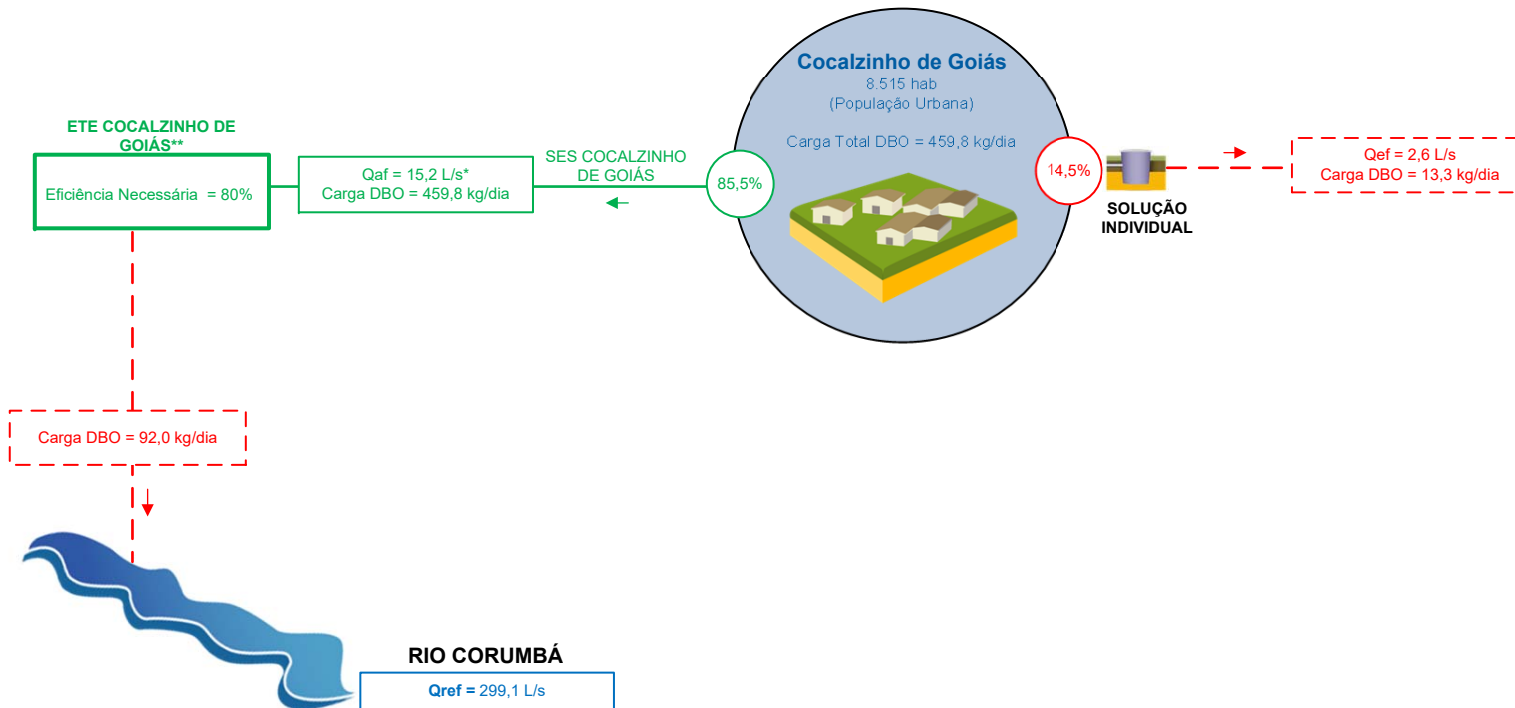 Cocalzinho de Goiás
8.515 hab
(População Urbana)
Carga Total DBO = 459,8 kg/dia
ETE COCALZINHO DE
GOIÁS**
Eficiência Necessária = 80%
Qaf = 15,2 L/s*
Carga DBO = 459,8 kg/dia
SES COCALZINHO
DE GOIÁS
85,5%
14,5%
SOLUÇÃO
INDIVIDUAL
Qef = 2,6 L/s
Carga DBO = 13,3 kg/dia
Carga DBO = 92,0 kg/dia
RIO CORUMBÁ
Qref = 299,1 L/s